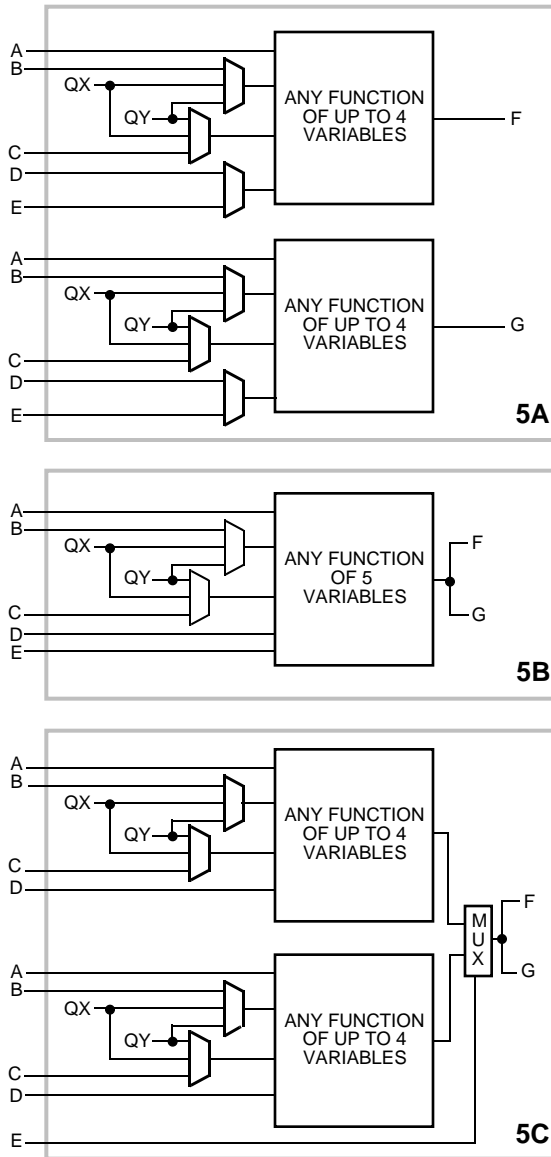 A
B
QX
QY
C
D
E
ANY FUNCTION
OF UP TO 4
VARIABLES
F
A
B
QX
QY
C
D
E
ANY FUNCTION
OF UP TO 4
VARIABLES
G
5A
A
B
QX
QY
C
D
E
ANY FUNCTION
OF 5
VARIABLES
F
G
5B
A
B
QX
QY
C
D
ANY FUNCTION
OF UP TO 4
VARIABLES
A
B
QX
QY
C
D
ANY FUNCTION
OF UP TO 4
VARIABLES
E
MUX
F
G
5C